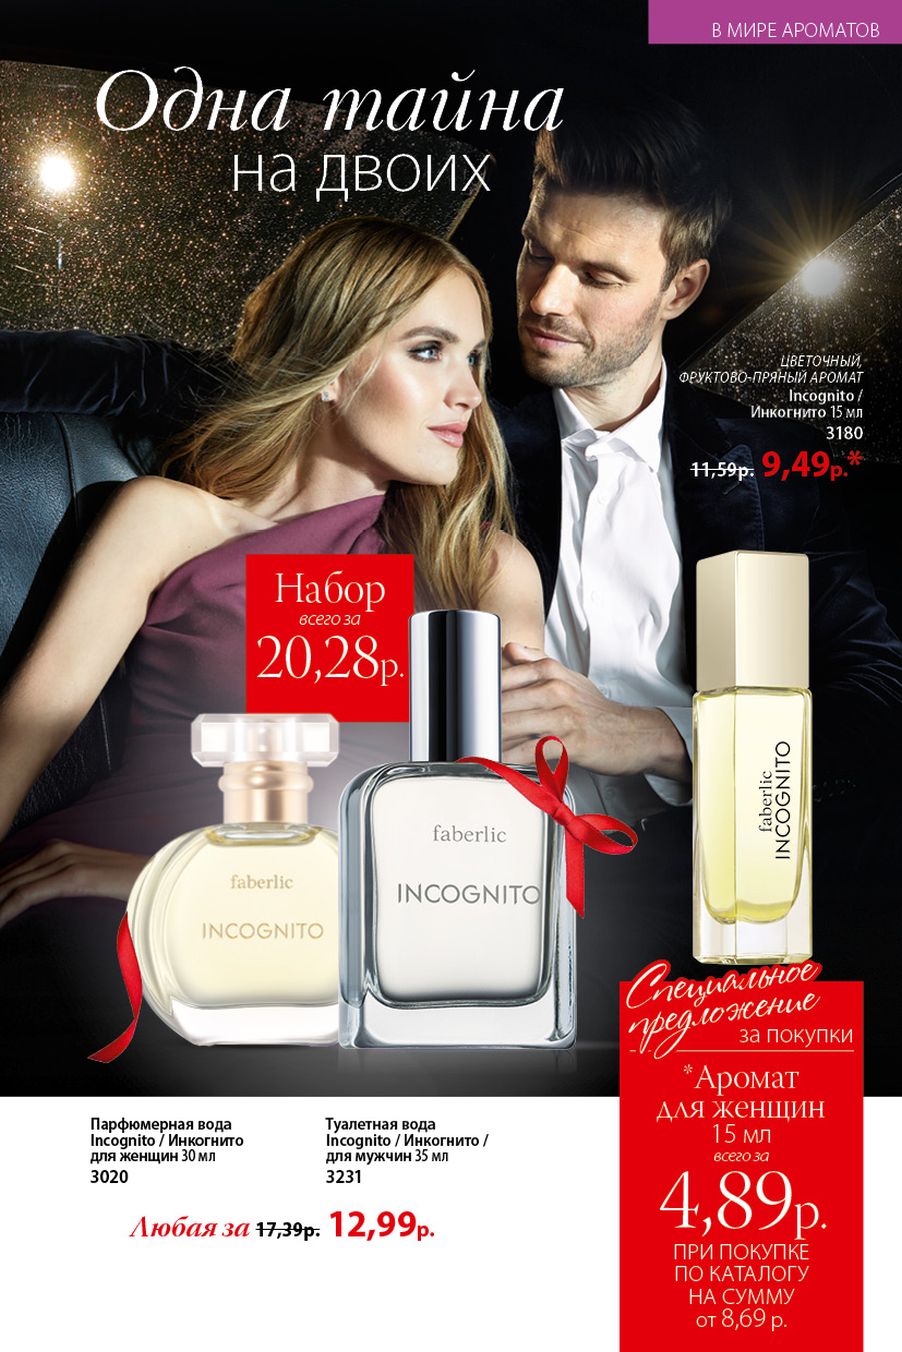 В МИРЕ АРОМАТОВ
Одна тайна
на двоих
ЦВЕТОЧНЫЙ,
ФРУКТОВО-ПРЯНЫЙ АРОМАТ
Incognito /
Инкогнито 15 мл
3180
11,59р. 9,49р.*
Набор
всего за
20,28р.
faberlic
INCOGNITO
faberlic
INCOGNITO
faberlic
INCOGNITO
Специальное
предложение
за покупки
*Аромат
для женщин
15 мл
всего за
4,89р.
ПРИ ПОКУПКЕ
ПО КАТАЛОГУ
НА СУММУ
от 8,69 р.
Парфюмерная вода
Incognito / Инкогнито
для женщин 30 мл
3020
Туалетная вода
Incognito / Инкогнито /
для мужчин 35 мл
3231
Любая за 17,39р. 12,99р.